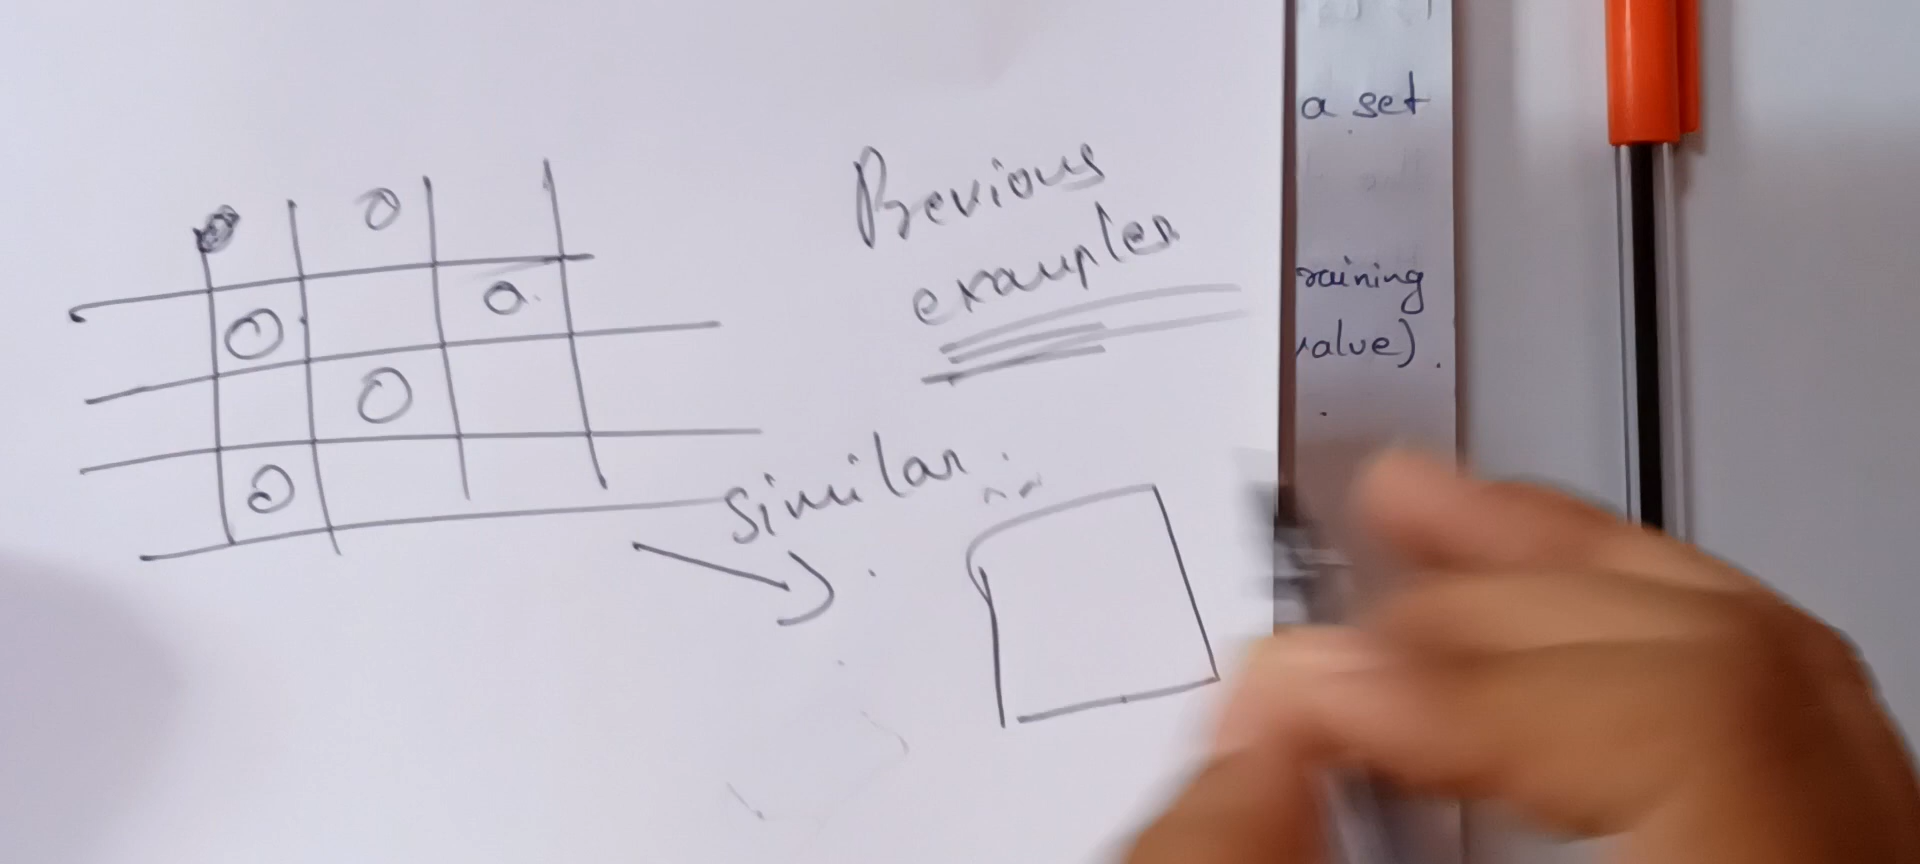 Previous
examples
similar.
a set
raining
value).